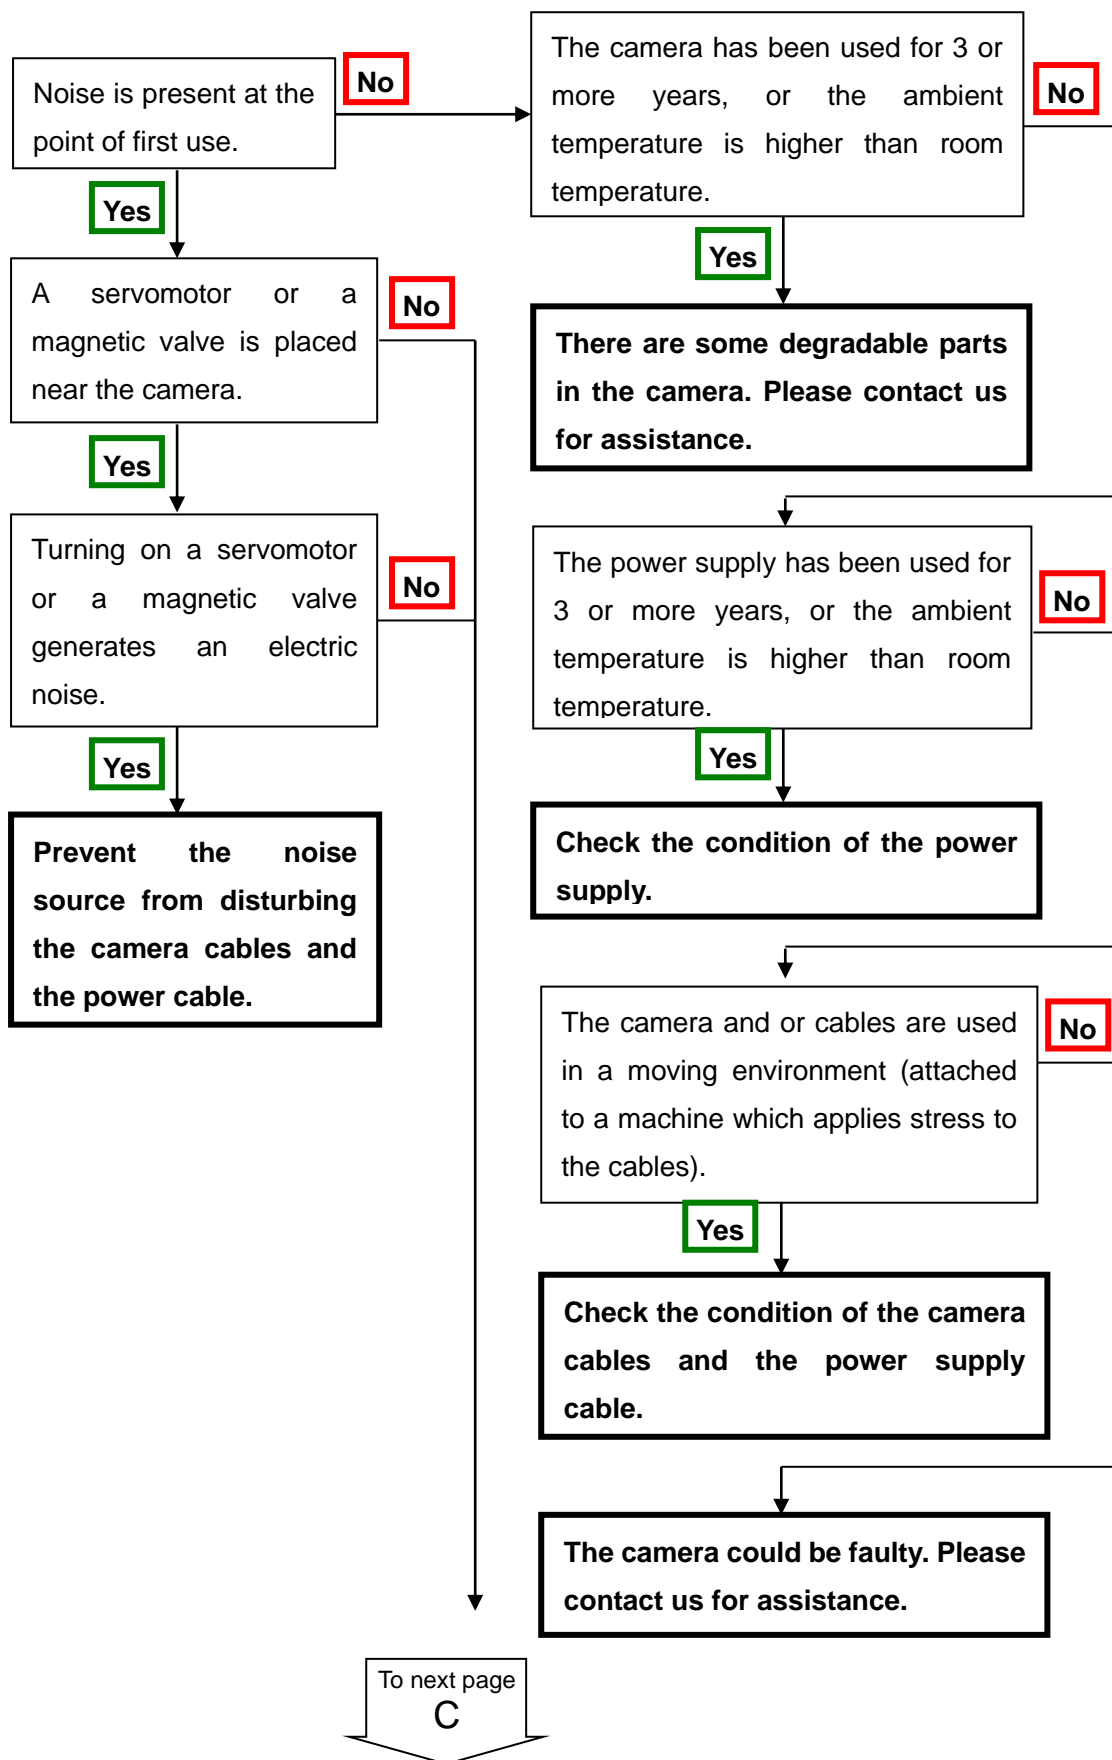 Noise is present at the
point of first use.
No
Yes
A servomotor or a
magnetic valve is placed
near the camera.
No
Yes
Turning on a servomotor
or a magnetic valve
generates an electric
noise.
No
Yes
Prevent the noise
source from disturbing
the camera cables and
the power cable.
The camera has been used for 3 or
more years, or the ambient
temperature is higher than room
temperature.
No
Yes
There are some degradable parts
in the camera. Please contact us
for assistance.
The power supply has been used for
3 or more years, or the ambient
temperature is higher than room
temperature.
No
Yes
Check the condition of the power
supply.
The camera and or cables are used
in a moving environment (attached
to a machine which applies stress to
the cables).
No
Yes
Check the condition of the camera
cables and the power supply
cable.
The camera could be faulty. Please
contact us for assistance.
To next page
C